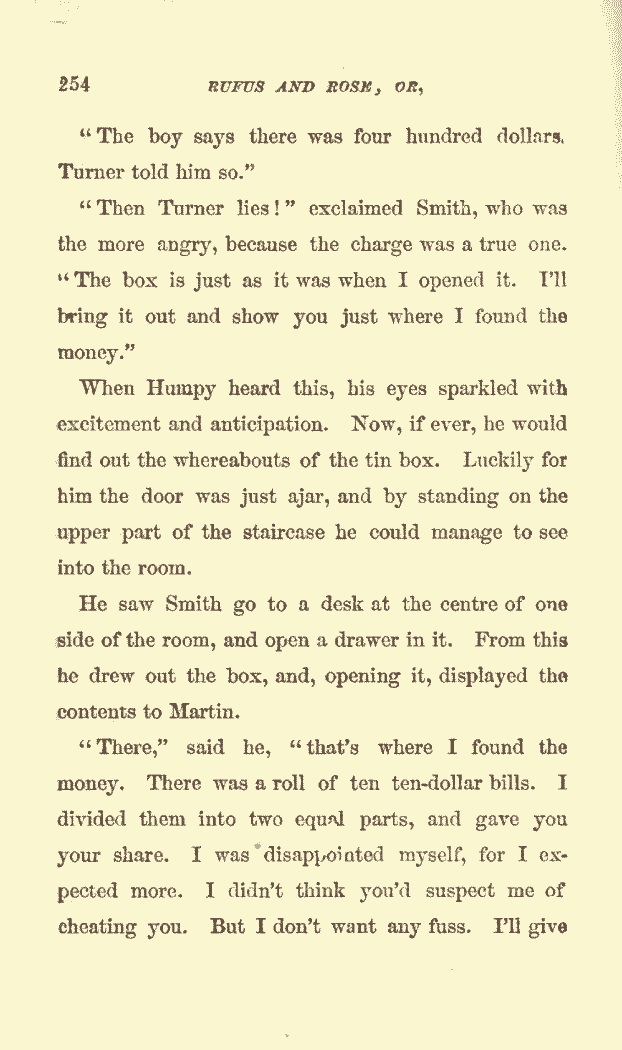 254 RUFUS AND ROSE, OR,
“The boy says there was four hundred dollars.
Turner told him so.”
“Then Turner lies!” exclaimed Smith, who was
the more angry, because the charge was a true one.
“The box is just as it was when I opened it. I’ll
bring it out and show you just where I found the
money.”
When Humpy heard this, his eyes sparkled with
excitement and anticipation. Now, if ever, he would
find out the whereabouts of the tin box. Luckily for
him the door was just ajar, and by standing on the
upper part of the staircase he could manage to see
into the room.
He saw Smith go to a desk at the centre of one
side of the room, and open a drawer in it. From this
he drew out the box, and, opening it, displayed the
contents to Martin.
“There,” said he, “that’s where I found the
money. There was a roll of ten ten-dollar bills. I
divided them into two equal parts, and gave you
your share. I was disappointed myself, for I ex-
pected more. I didn’t think you’d suspect me of
cheating you. But I don’t want any fuss. I’ll give